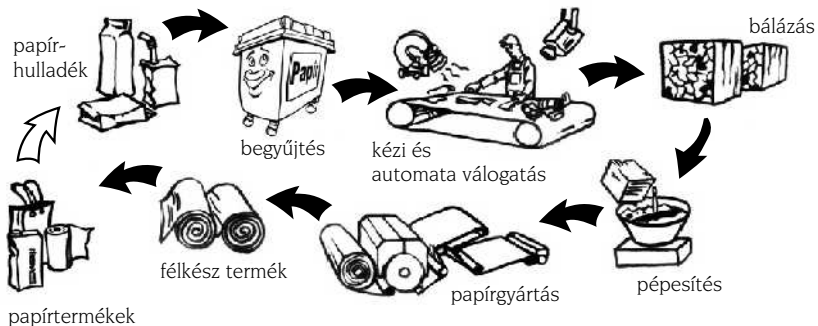 papír-
hulladék
Papír
begyűjtés
kézi és
automata válogatás
bálázás
pépesítés
papírgyártás
félkész termék
papírtermékek